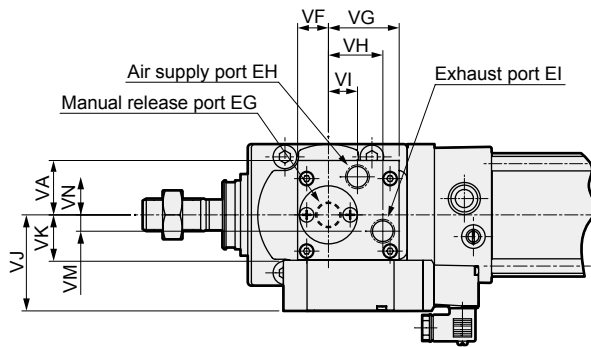 VF
VG
VH
VI
Air supply port EH
Exhaust port EI
Manual release port EG
VA
VN
VK
VJ
VM